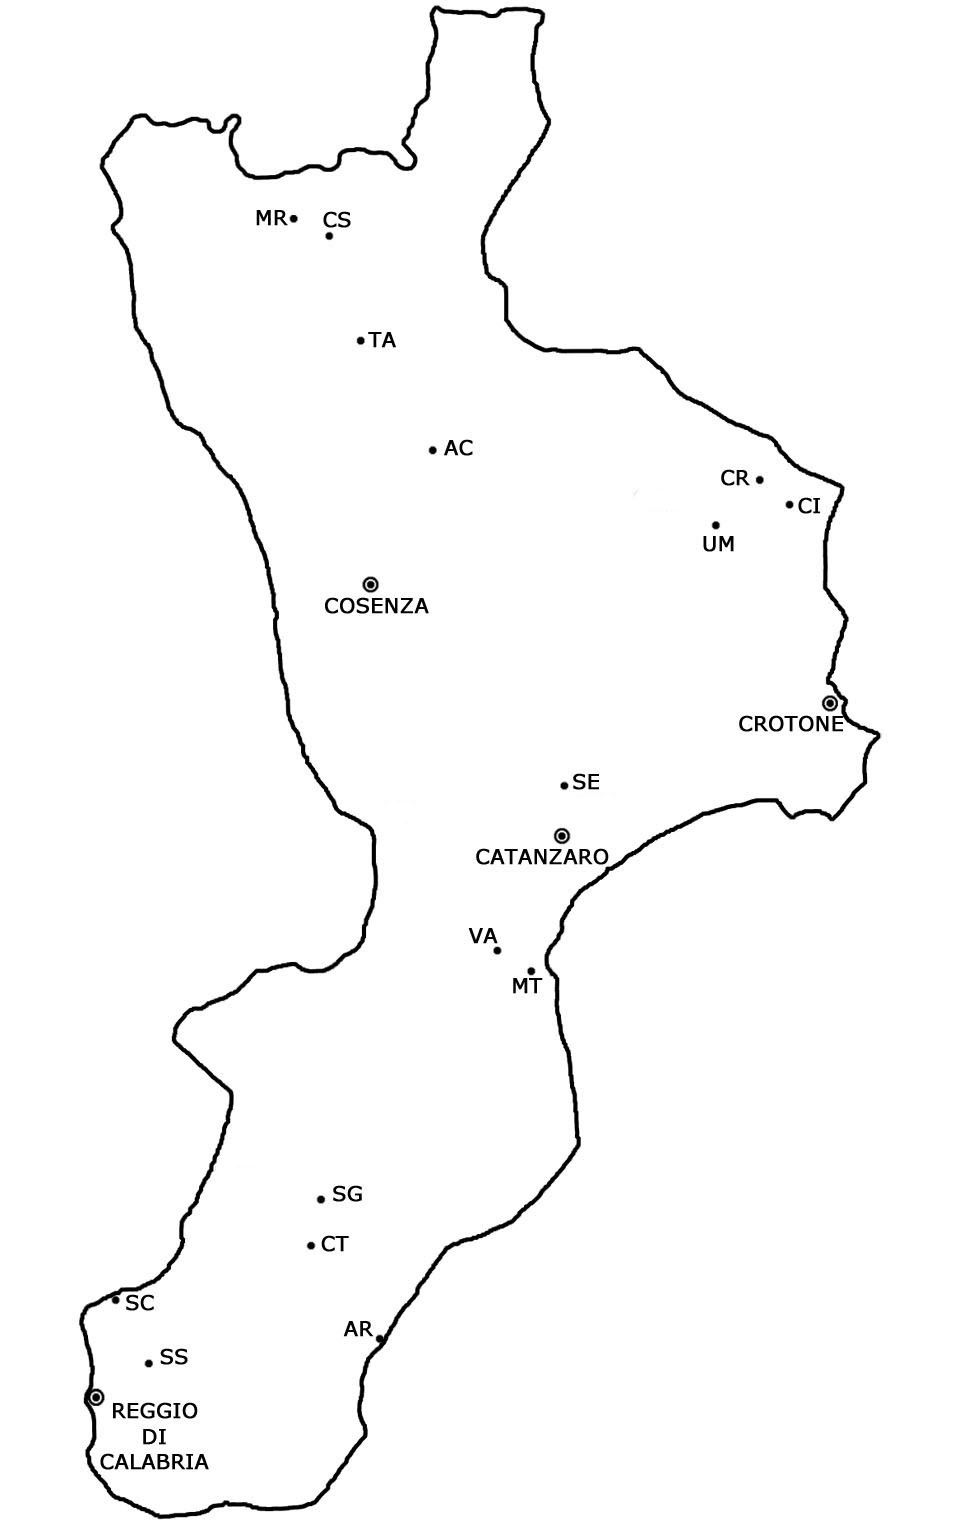 MR
CS
TA
AC
CR
CI
UM
COSENZA
CROTONE
SE
CATANZARO
VA
MT
SG
CT
SC
AR
SS
REGGIO
DI
CALABRIA